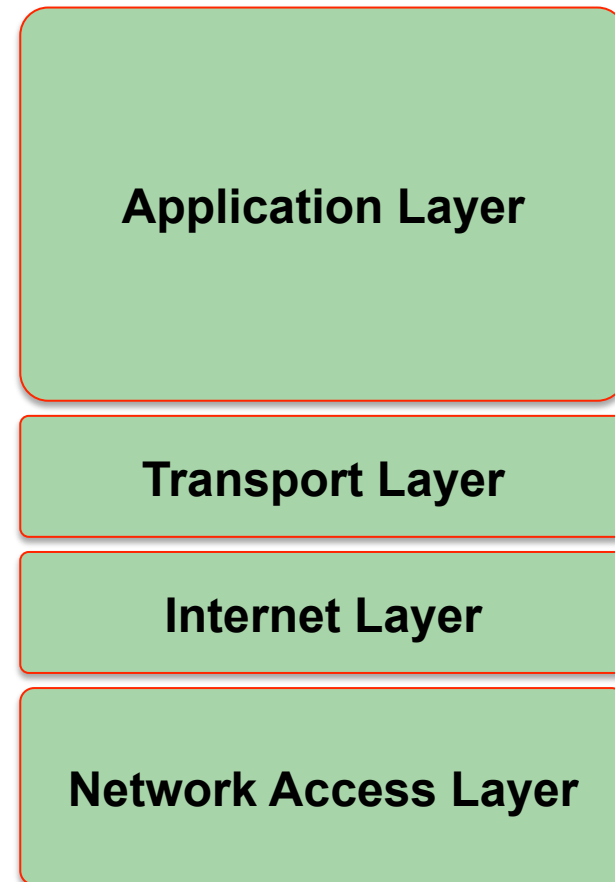 Application Layer
Transport Layer
Internet Layer
Network Access Layer